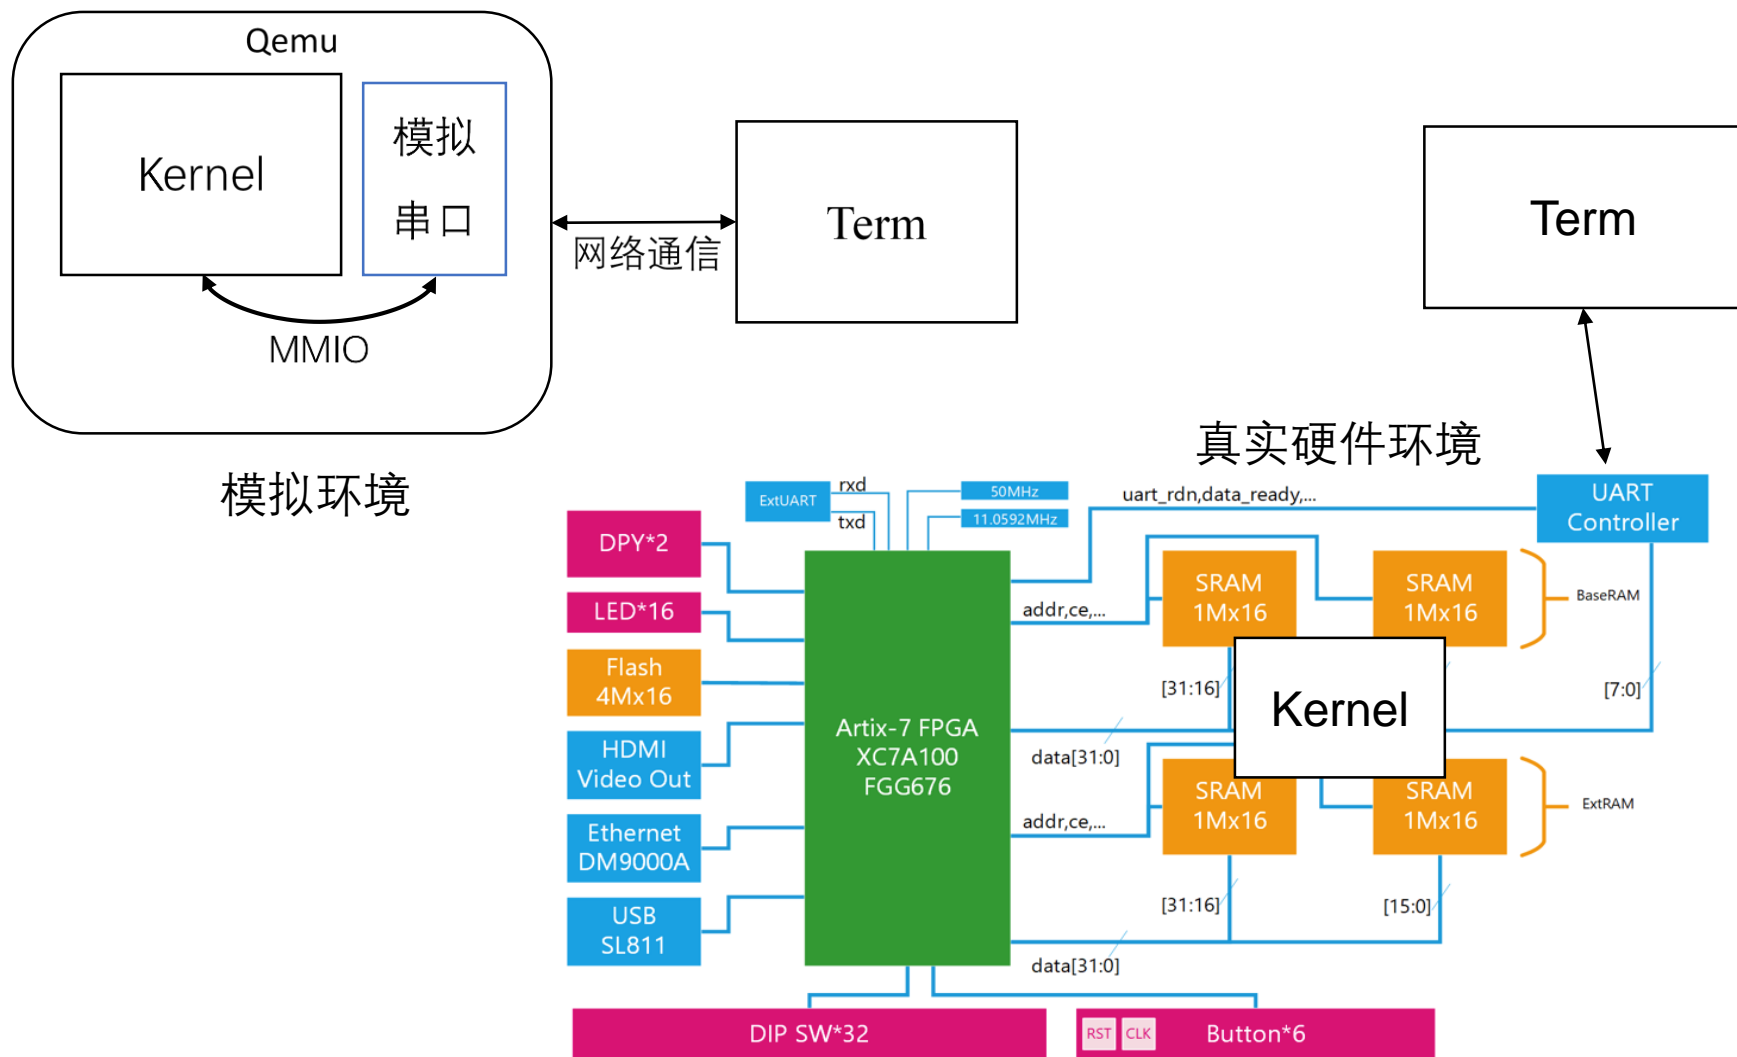 Qemu
Kernel
模拟
串口
MMIO
网络通信
Term
模拟环境
Term
真实硬件环境
ExtUART
rxd
txd
50MHz
11.0592MHz
uart_rdn,data_ready,...
UART
Controller
DPY*2
LED*16
Flash
4Mx16
HDMI
Video Out
Ethernet
DM9000A
USB
SL811
Artix-7 FPGA
XC7A100
FGG676
addr,ce,...
SRAM
1Mx16
SRAM
1Mx16
BaseRAM
[31:16]
[7:0]
Kernel
data[31:0]
addr,ce,...
SRAM
1Mx16
SRAM
1Mx16
ExtRAM
[31:16]
[15:0]
data[31:0]
DIP SW*32
RST
CLK
Button*6